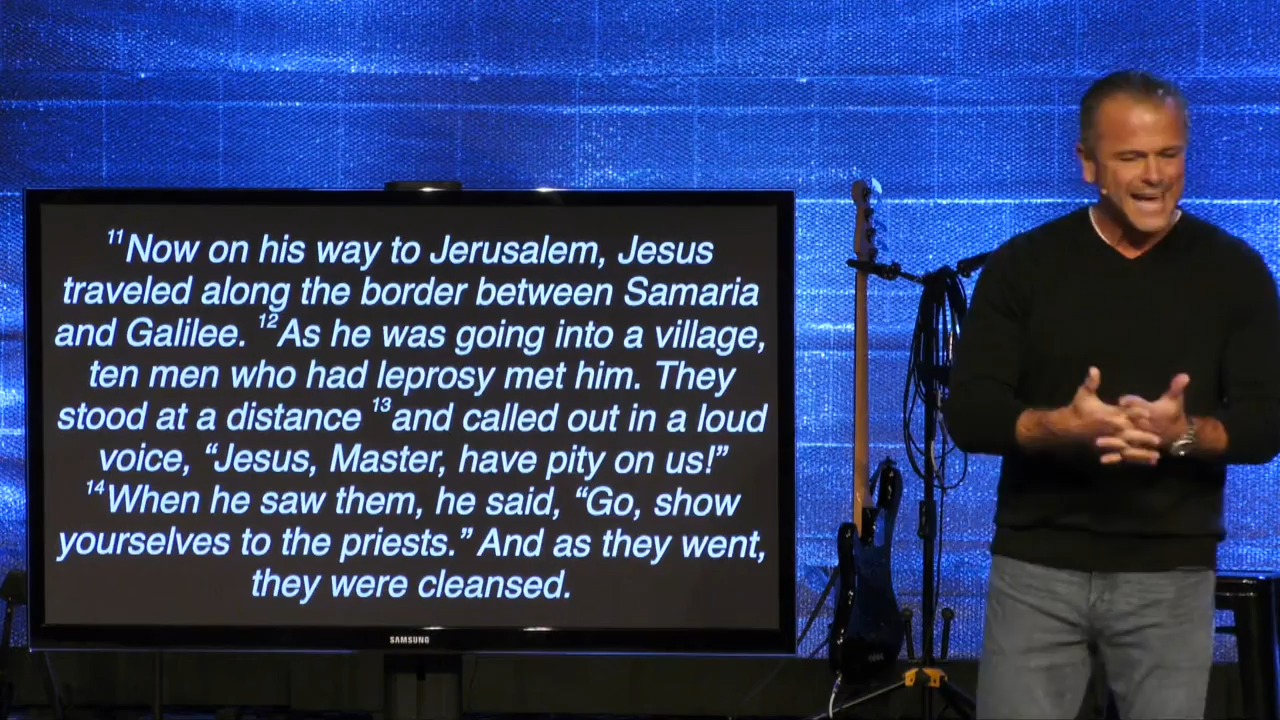 ¹¹Now on his way to Jerusalem, Jesus
traveled along the border between Samaria
and Galilee. ¹²As he was going into a village,
ten men who had leprosy met him. They
stood at a distance ¹³and called out in a loud
voice, “Jesus, Master, have pity on us!”
¹⁴When he saw them, he said, “Go, show
yourselves to the priests.” And as they went,
they were cleansed.
SAMSUNG